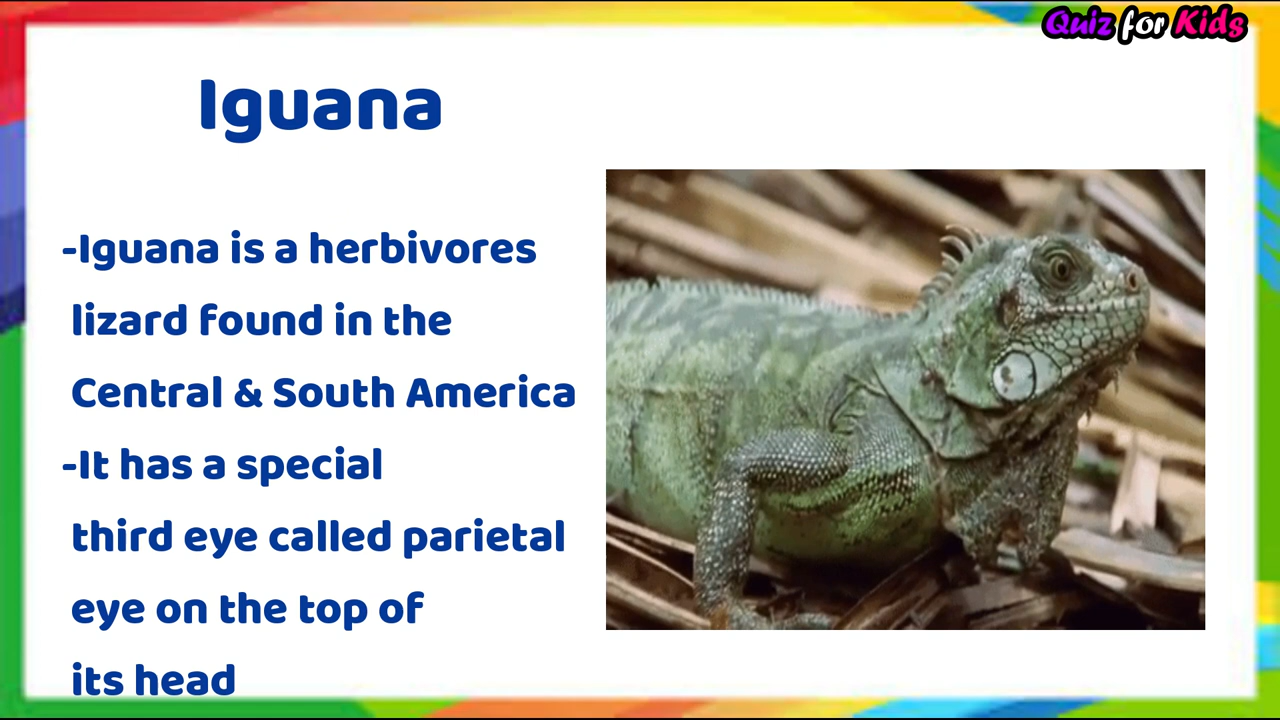 Quiz for Kids
Iguana
-Iguana is a herbivores
lizard found in the
Central & South America
-It has a special
third eye called parietal
eye on the top of
its head